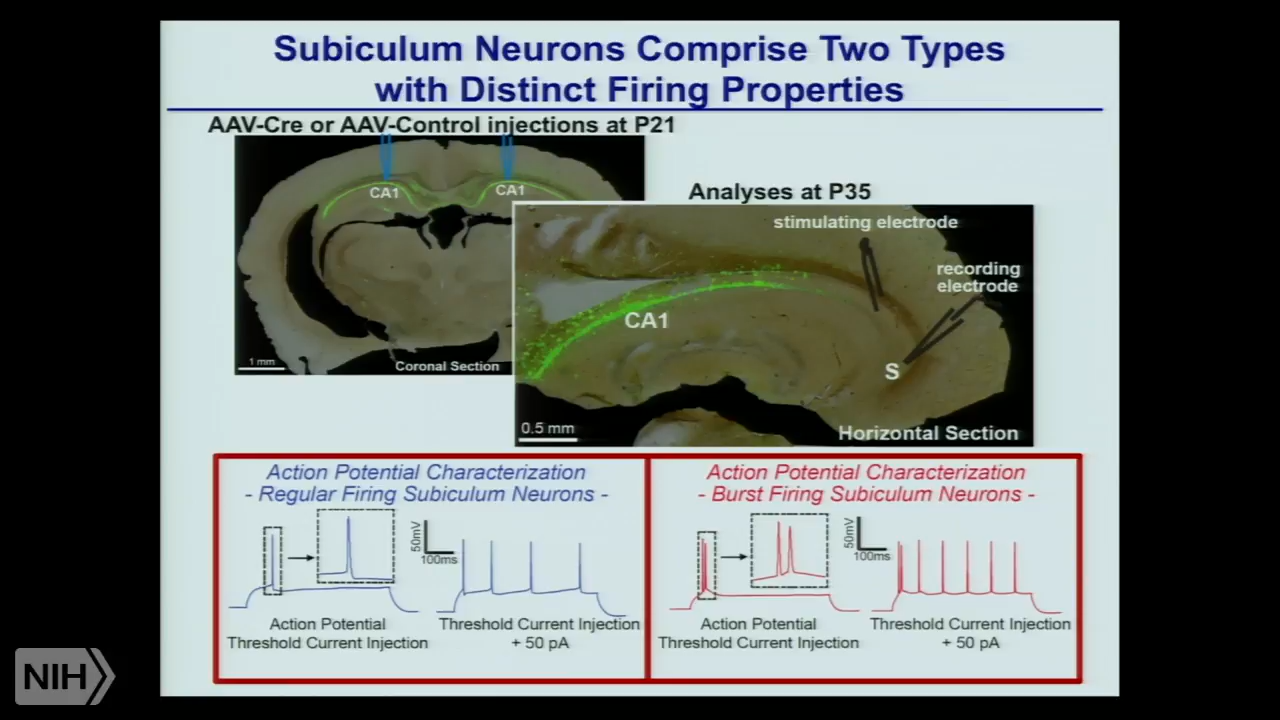 Subiculum Neurons Comprise Two Types
with Distinct Firing Properties
AAV-Cre or AAV-Control injections at P21
CA1
CA1
1 mm
Coronal Section
Analyses at P35
stimulating electrode
recording
electrode
CA1
S
0.5 mm
Horizontal Section
Action Potential Characterization
- Regular Firing Subiculum Neurons -
50mV
100ms
Action Potential
Threshold Current Injection
Threshold Current Injection
+ 50 pA
Action Potential Characterization
- Burst Firing Subiculum Neurons -
50mV
100ms
Action Potential
Threshold Current Injection
Threshold Current Injection
+ 50 pA
NIH